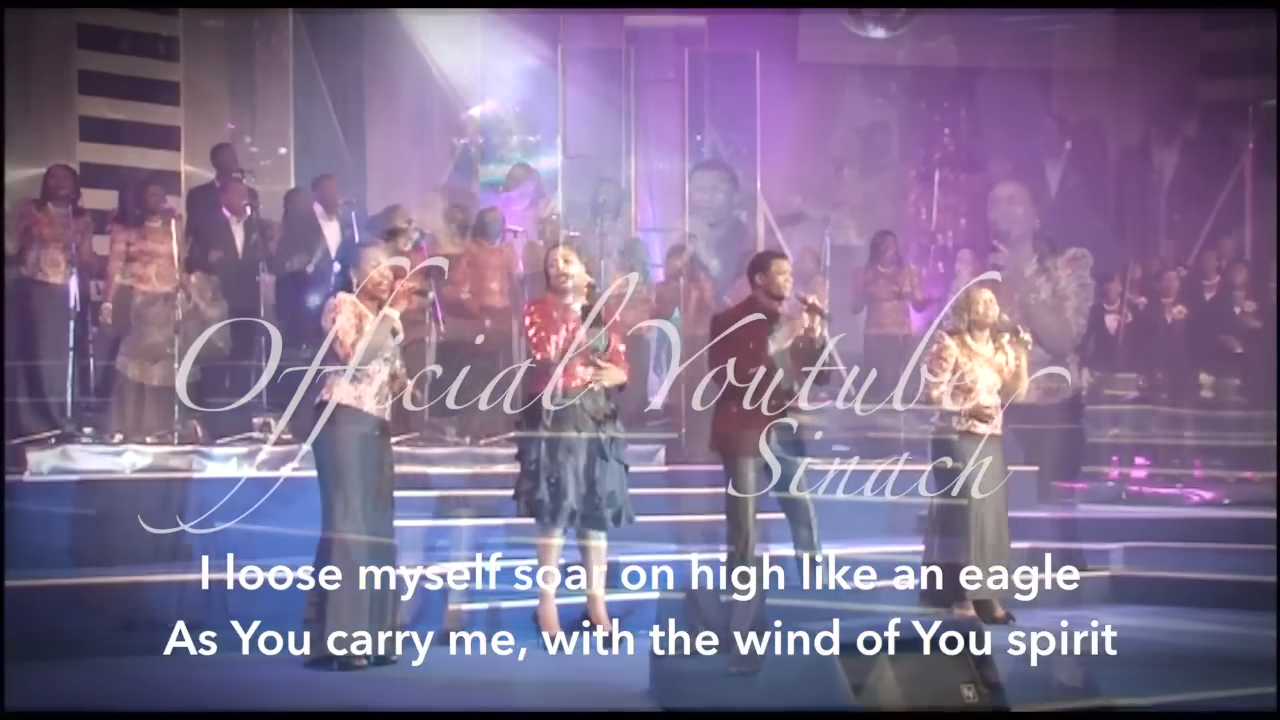 Official Youtube
Sinach
I loose myself soar on high like an eagle
As You carry me, with the wind of You spirit